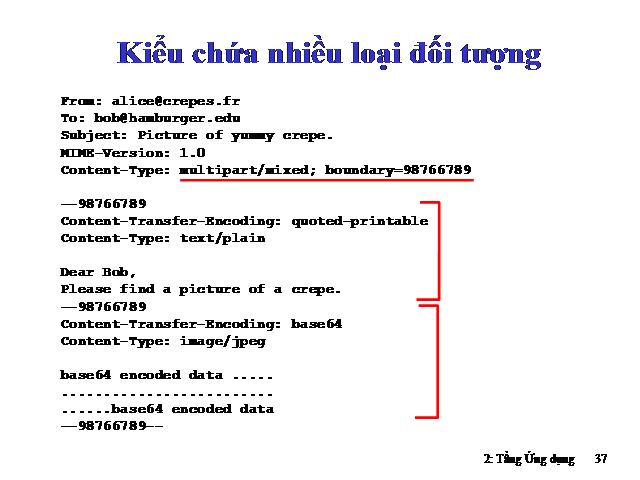 Kiểu chứa nhiều loại đối tượng
From: alice@crepes.fr
To: bob@hamburger.edu
Subject: Picture of yummy crepe.
MIME-Version: 1.0
Content-Type: multipart/mixed; boundary=98766789
--98766789
Content-Transfer-Encoding: quoted-printable
Content-Type: text/plain
Dear Bob,
Please find a picture of a crepe.
--98766789
Content-Transfer-Encoding: base64
Content-Type: image/jpeg
base64 encoded data .....
.........................
......base64 encoded data
--98766789--
2: Tầng Ứng dụng 37